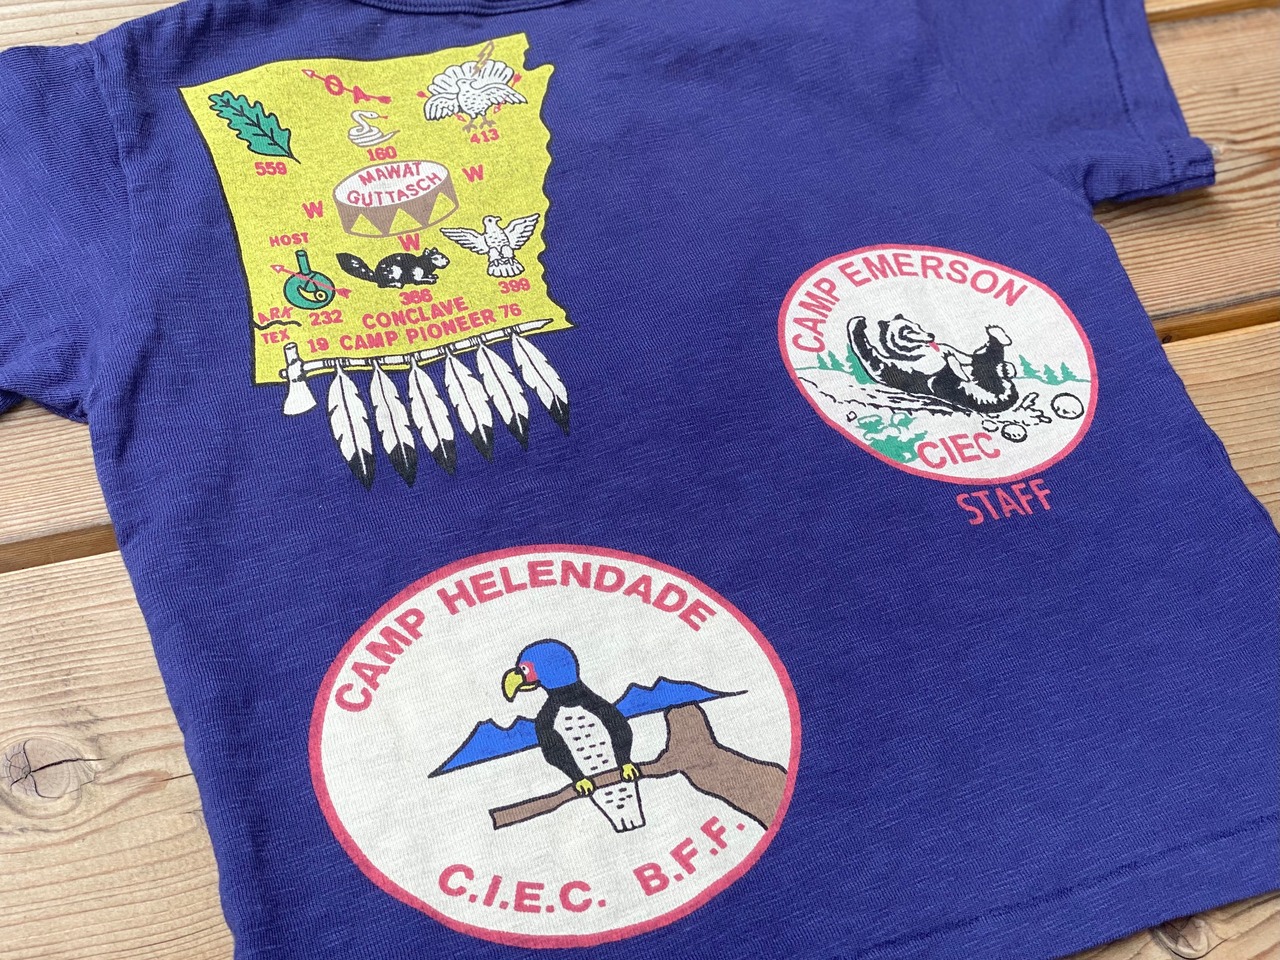 OA
559
160
413
MAWAT
GUTTASCH
W
W
W
HOST
366
399
ARK
TEX
232
CONCLAVE
19 CAMP PIONEER 76
CAMP EMERSON
CIEC
STAFF
CAMP HELENDADE
C.I.E.C. B.F.F.